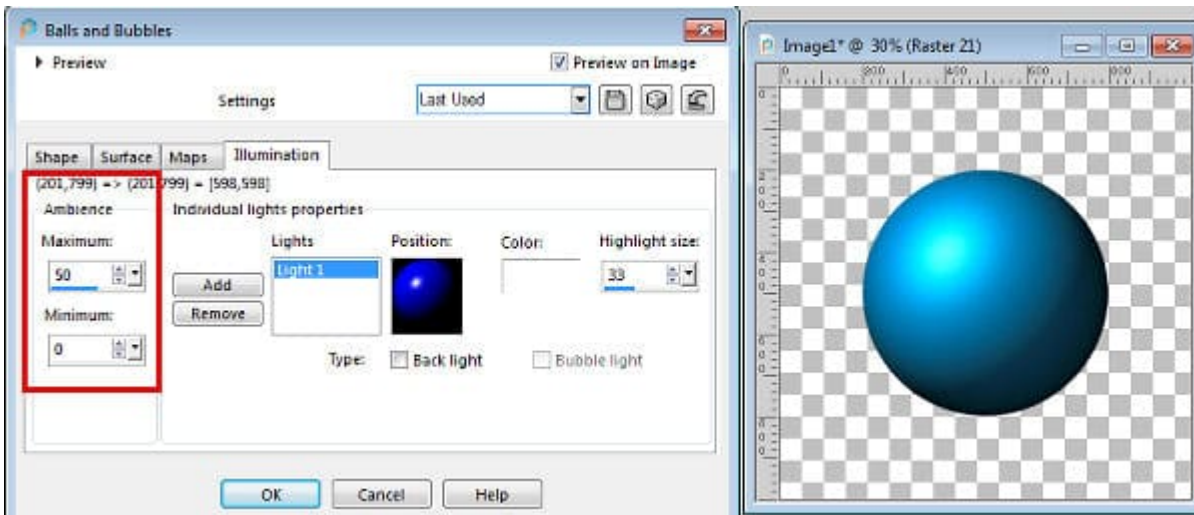 Balls and Bubbles
Preview
Preview on Image
Settings
Last Used
Shape Surface Maps Illumination
(201,799) => (201,799) = [598,598]
Ambience
Individual lights properties
Maximum:
Lights
Position:
Color:
Highlight size:
50
Add
Light 1
33
Remove
Minimum:
0
Type:
Back light
Bubble light
OK
Cancel
Help
Image1* @ 30% (Raster 21)